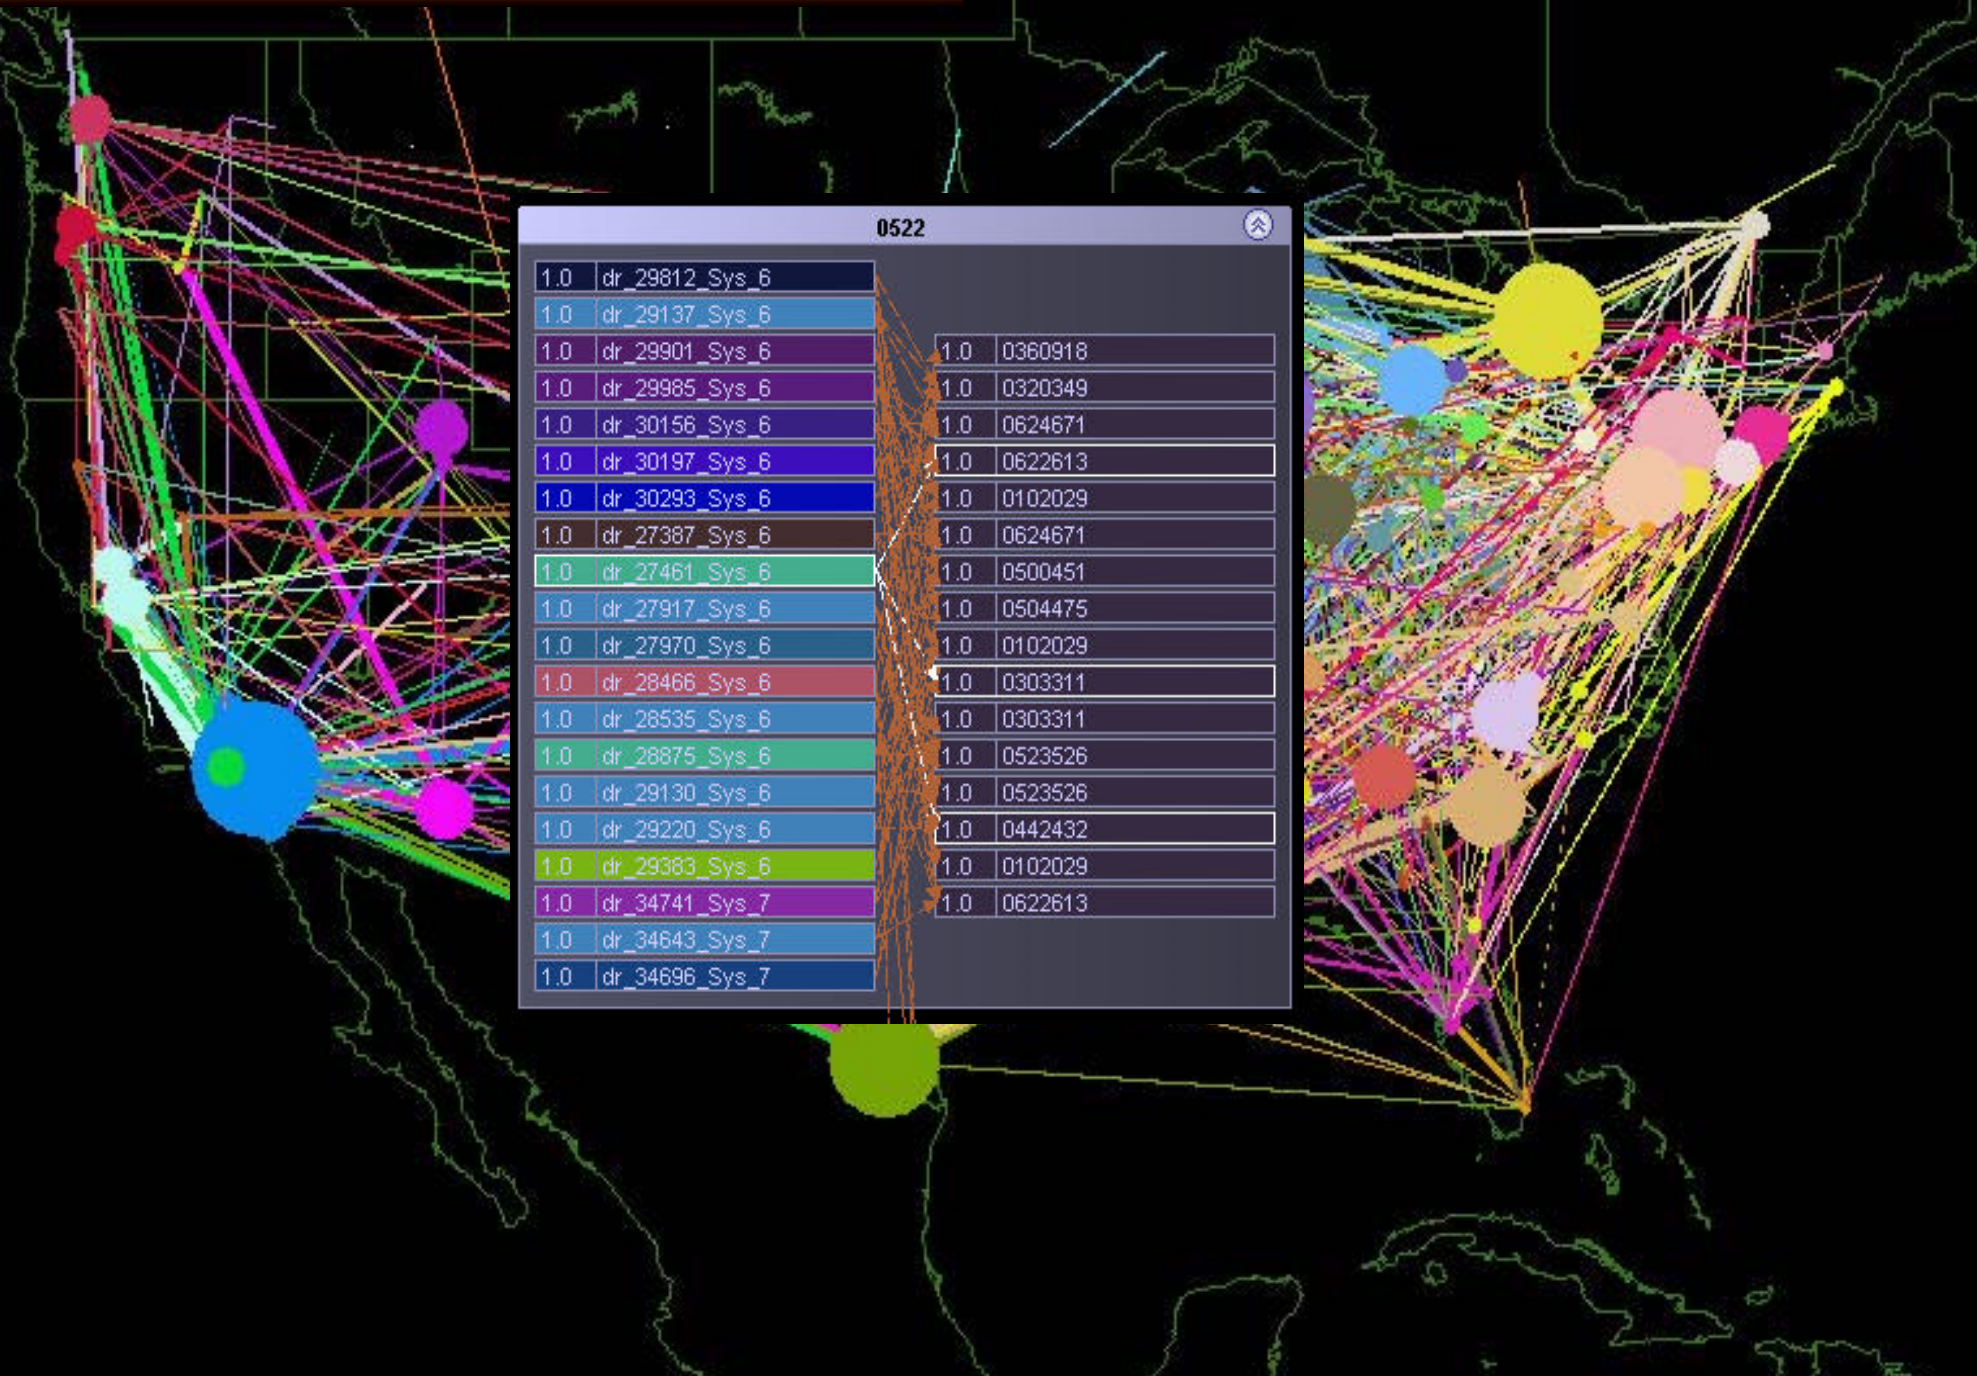 0522
1.0 dr_29812_Sys_6
1.0 dr_29137_Sys_6
1.0 dr_29901_Sys_6
1.0 dr_29985_Sys_6
1.0 dr_30156_Sys_6
1.0 dr_30197_Sys_6
1.0 dr_30293_Sys_6
1.0 dr_27387_Sys_6
1.0 dr_27461_Sys_6
1.0 dr_27917_Sys_6
1.0 dr_27970_Sys_6
1.0 dr_28466_Sys_6
1.0 dr_28535_Sys_6
1.0 dr_28875_Sys_6
1.0 dr_29130_Sys_6
1.0 dr_29220_Sys_6
1.0 dr_29383_Sys_6
1.0 dr_34741_Sys_7
1.0 dr_34643_Sys_7
1.0 dr_34696_Sys_7
1.0 0360918
1.0 0320349
1.0 0624671
1.0 0622613
1.0 0102029
1.0 0624671
1.0 0500451
1.0 0504475
1.0 0102029
1.0 0303311
1.0 0303311
1.0 0523526
1.0 0523526
1.0 0442432
1.0 0102029
1.0 0622613